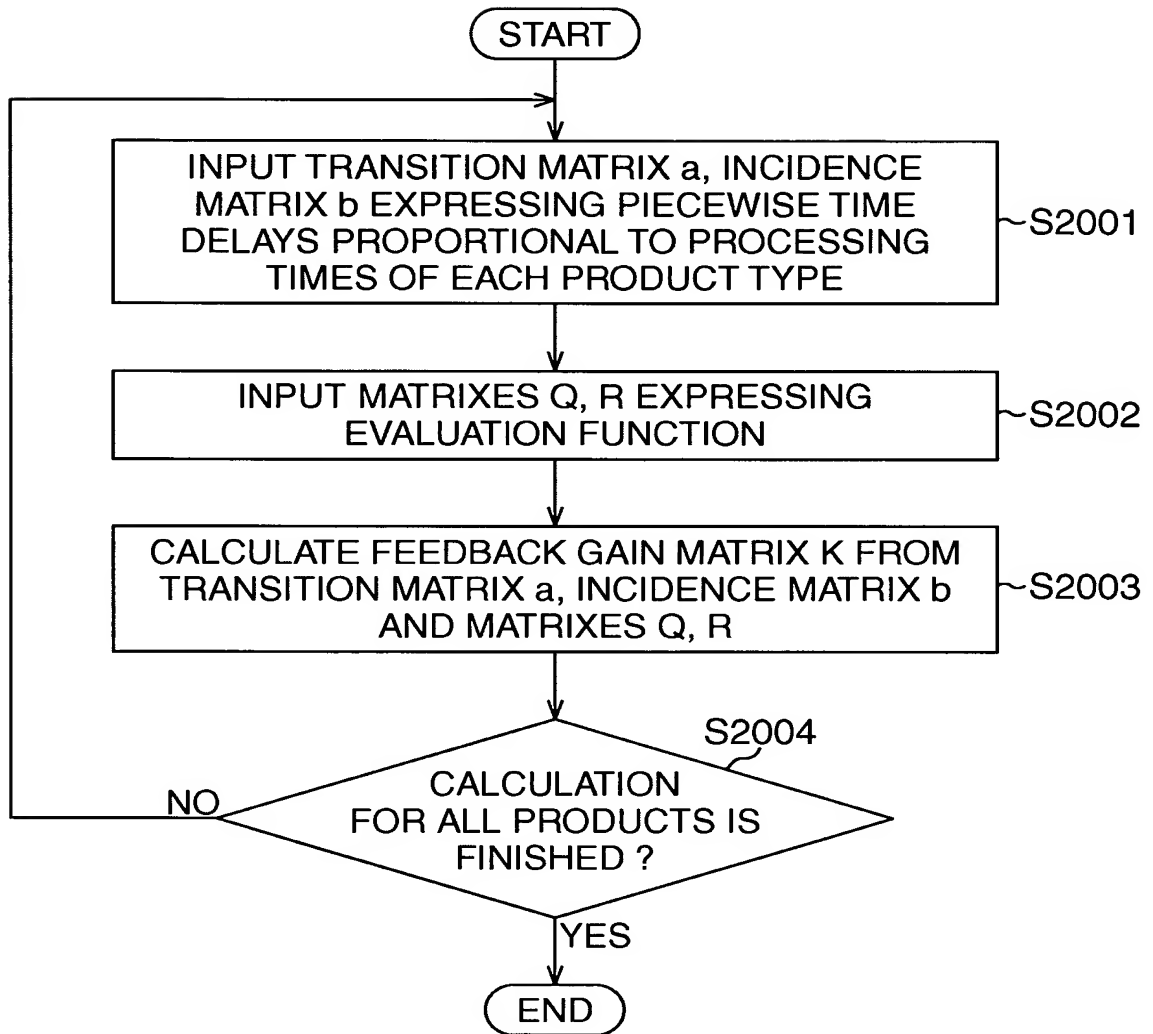 START
INPUT TRANSITION MATRIX a, INCIDENCE
MATRIX b EXPRESSING PIECEWISE TIME
DELAYS PROPORTIONAL TO PROCESSING
TIMES OF EACH PRODUCT TYPE
S2001
INPUT MATRIXES Q, R EXPRESSING
EVALUATION FUNCTION
S2002
CALCULATE FEEDBACK GAIN MATRIX K FROM
TRANSITION MATRIX a, INCIDENCE MATRIX b
AND MATRIXES Q, R
S2003
S2004
CALCULATION
FOR ALL PRODUCTS IS
FINISHED ?
NO
YES
END